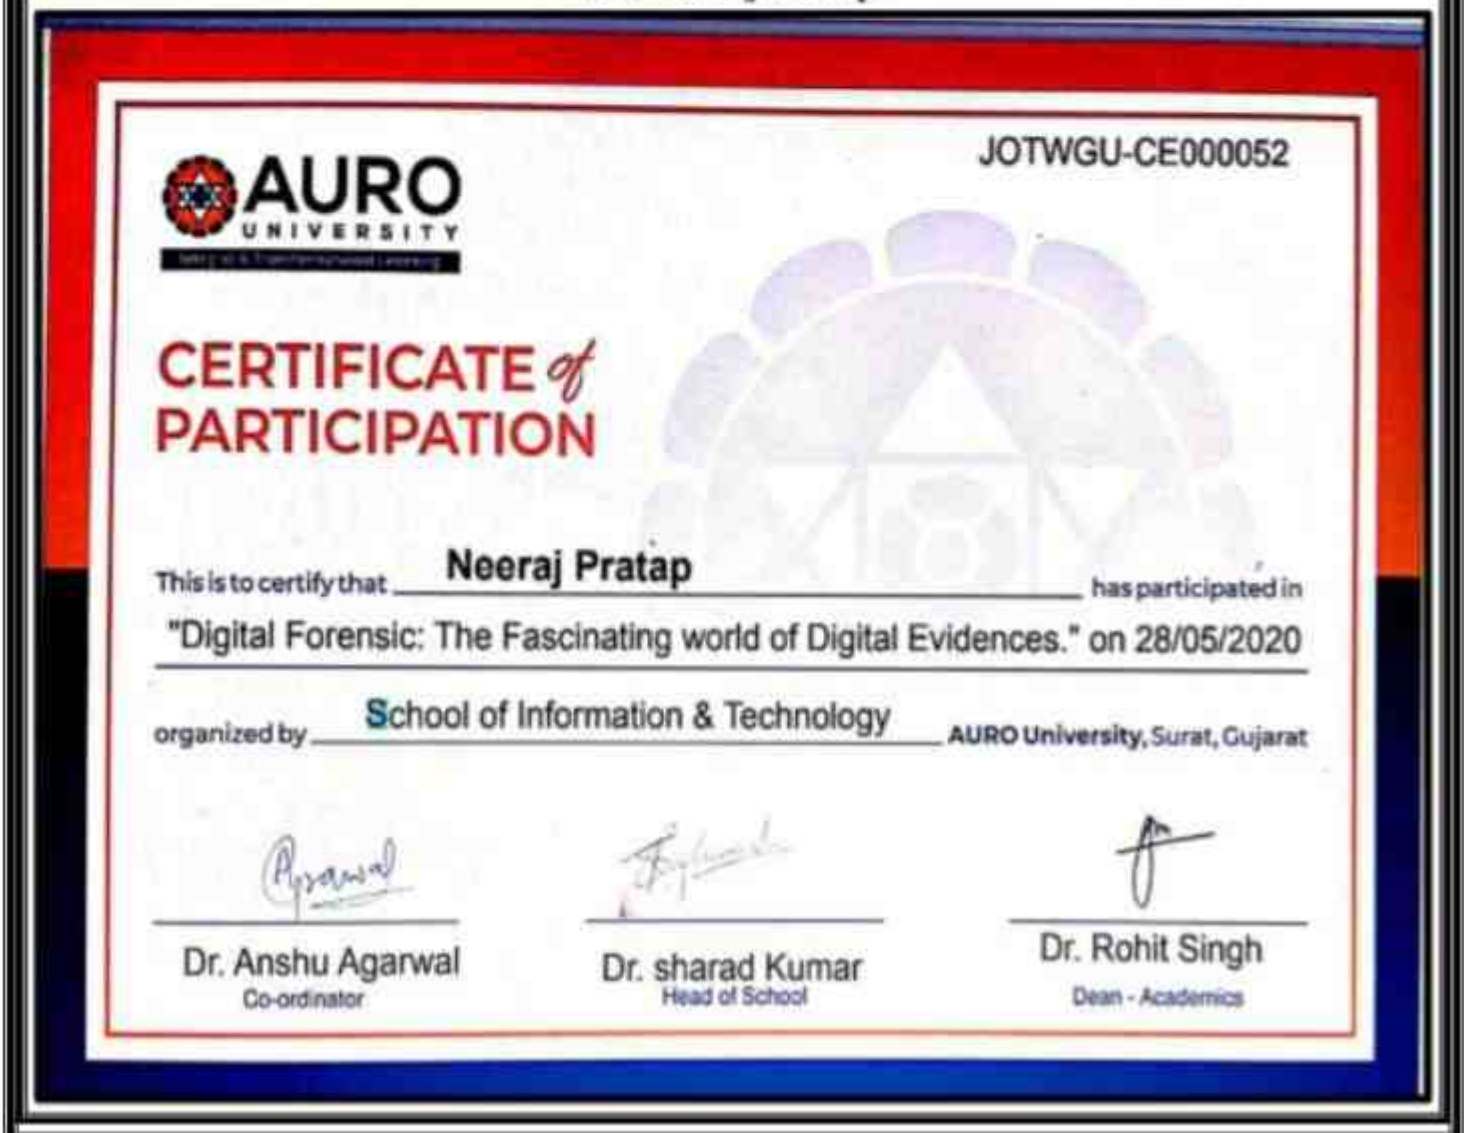 JOTWGU-CE000052
AURO
UNIVERSITY
CERTIFICATE of
PARTICIPATION
This is to certify that Neeraj Pratap has participated in
"Digital Forensic: The Fascinating world of Digital Evidences." on 28/05/2020
organized by School of Information & Technology AURO University, Surat, Gujarat
Agrawal
Dr. Anshu Agarwal Dr. sharad Kumar Dr. Rohit Singh
Co-ordinator Head of School Dean - Academics